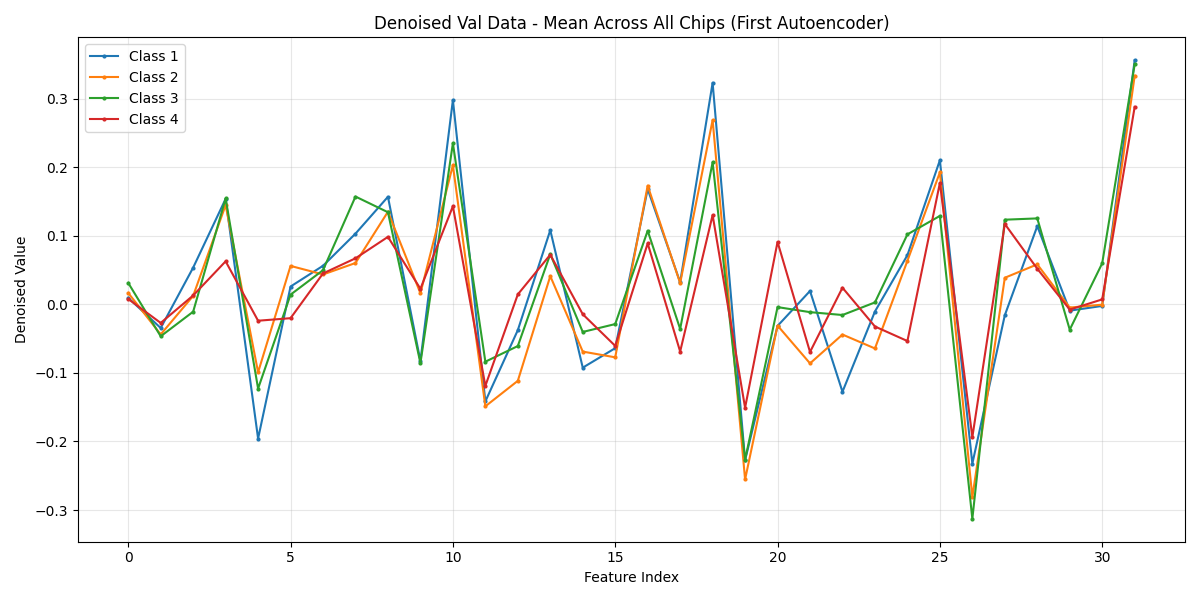 Denoised Val Data - Mean Across All Chips (First Autoencoder)
Class 1
Class 2
Class 3
Class 4
Denoised Value
0.3
0.2
0.1
0.0
−0.1
−0.2
−0.3
0 5 10 15 20 25 30
Feature Index